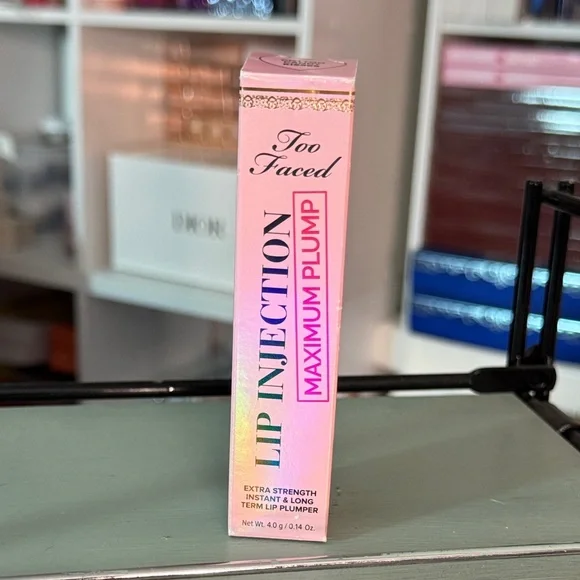 Too
Faced
LIP INJECTION
MAXIMUM PLUMP
EXTRA STRENGTH
INSTANT & LONG
TERM LIP PLUMPER
Net Wt. 4.0 g / 0.14 Oz.